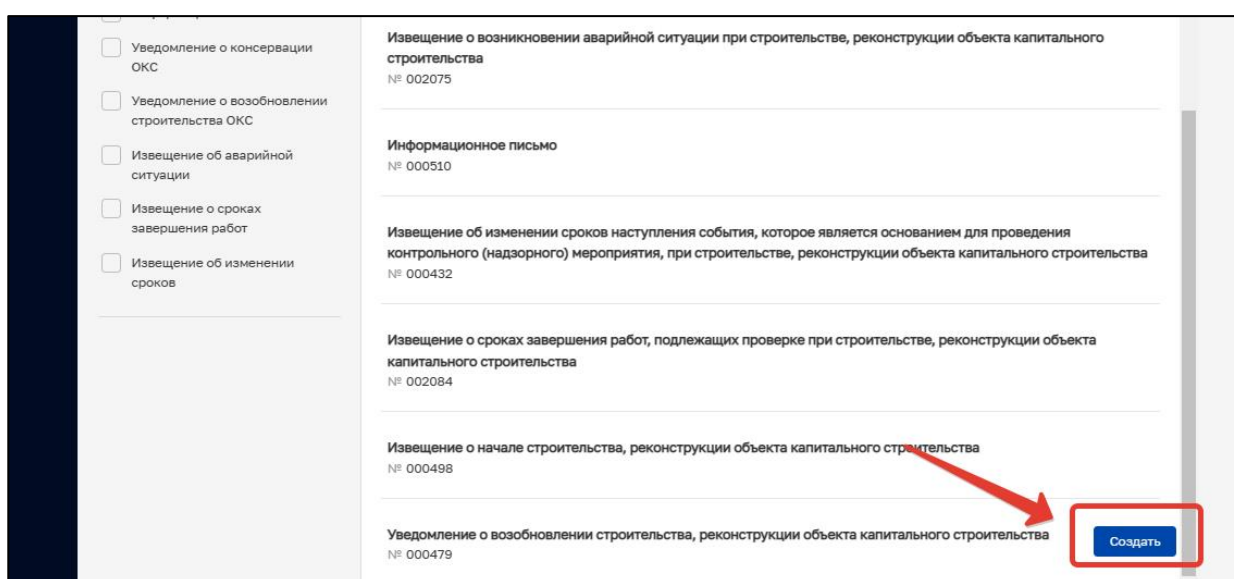 Уведомление о консервации
ОКС
Уведомление о возобновлении
строительства ОКС
Извещение об аварийной
ситуации
Извещение о сроках
завершения работ
Извещение об изменении
сроков
Извещение о возникновении аварийной ситуации при строительстве, реконструкции объекта капитального
строительства
№ 002075
Информационное письмо
№ 000510
Извещение об изменении сроков наступления события, которое является основанием для проведения
контрольного (надзорного) мероприятия, при строительстве, реконструкции объекта капитального строительства
№ 000432
Извещение о сроках завершения работ, подлежащих проверке при строительстве, реконструкции объекта
капитального строительства
№ 002084
Извещение о начале строительства, реконструкции объекта капитального строительства
№ 000498
Уведомление о возобновлении строительства, реконструкции объекта капитального строительства
№ 000479
Создать